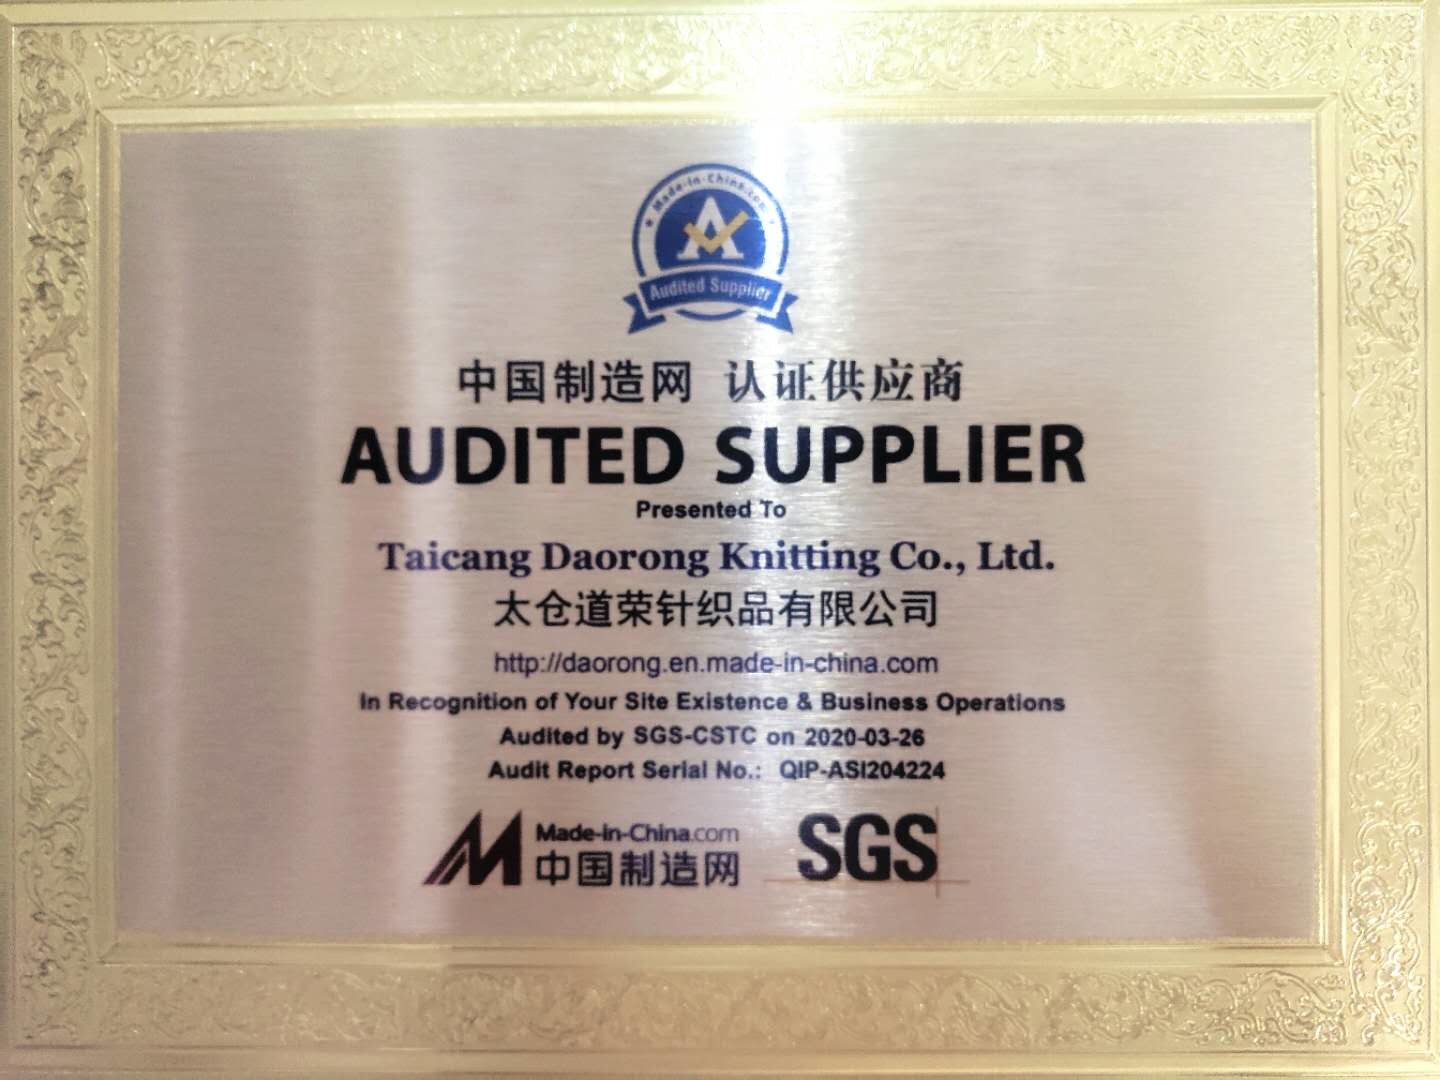 Made-in-China.com
A
Audited Supplier
中国制造网 认证供应商
AUDITED SUPPLIER
Presented To
Taicang Daorong Knitting Co., Ltd.
太仓道荣针织品有限公司
http://daorong.en.made-in-china.com
In Recognition of Your Site Existence & Business Operations
Audited by SGS-CSTC on 2020-03-26
Audit Report Serial No.: QIP-ASI204224
Made-in-China.com
中国制造网
SGS